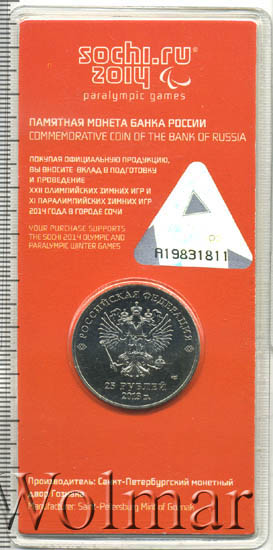 sochi.ru
2014
paralympic games
ПАМЯТНАЯ МОНЕТА БАНКА РОССИИ
COMMEMORATIVE COIN OF THE BANK OF RUSSIA
ПОКУПАЯ ОФИЦИАЛЬНУЮ ПРОДУКЦИЮ,
ВЫ ВНОСИТЕ ВКЛАД В ПОДГОТОВКУ
И ПРОВЕДЕНИЕ
XXII ОЛИМПИЙСКИХ ЗИМНИХ ИГР И
XI ПАРАЛИМПИЙСКИХ ЗИМНИХ ИГР
2014 ГОДА В ГОРОДЕ СОЧИ
YOUR PURCHASE SUPPORTS
THE SOCHI 2014 OLYMPIC AND
PARALYMPIC WINTER GAMES
A19831811
РОССИЙСКАЯ ФЕДЕРАЦИЯ
25 РУБЛЕЙ
2013 г.
Производитель: Санкт-Петербургский монетный
двор Гознака
Manufacturer: Saint-Petersburg Mint of Goznak
Wolmar